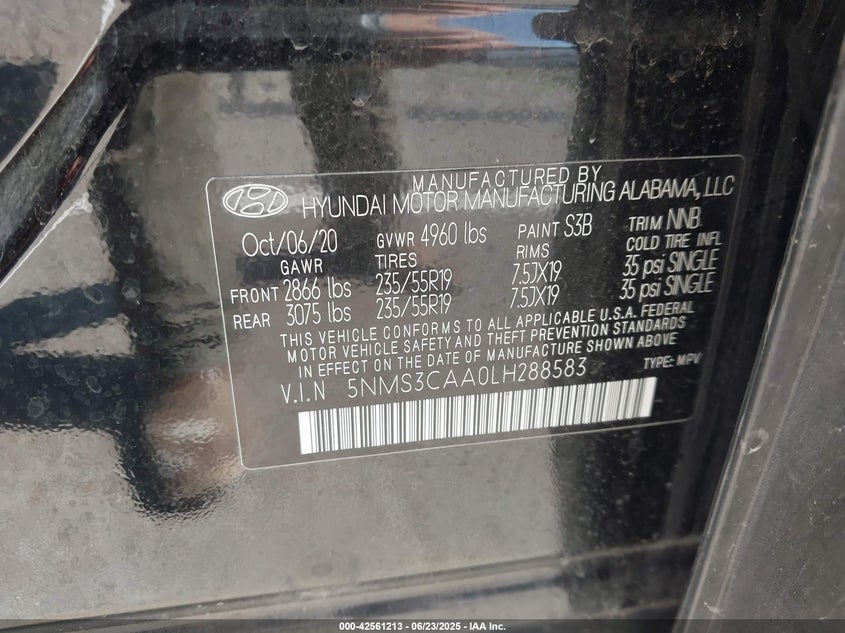 MANUFACTURED BY
HYUNDAI MOTOR MANUFACTURING ALABAMA, LLC
Oct/06/20 GVWR 4960 lbs PAINT S3B TRIM NNB
GAWR TIRES RIMS COLD TIRE INFL
FRONT 2866 lbs 235/55R19 7.5JX19 35 psi SINGLE
REAR 3075 lbs 235/55R19 7.5JX19 35 psi SINGLE
THIS VEHICLE CONFORMS TO ALL APPLICABLE U.S.A. FEDERAL
MOTOR VEHICLE SAFETY AND THEFT PREVENTION STANDARDS
IN EFFECT ON THE DATE OF MANUFACTURE SHOWN ABOVE.
V.I.N 5NMS3CAA0LH288583 TYPE: MPV
000-42561213 - 06/23/2025 - IAA Inc.